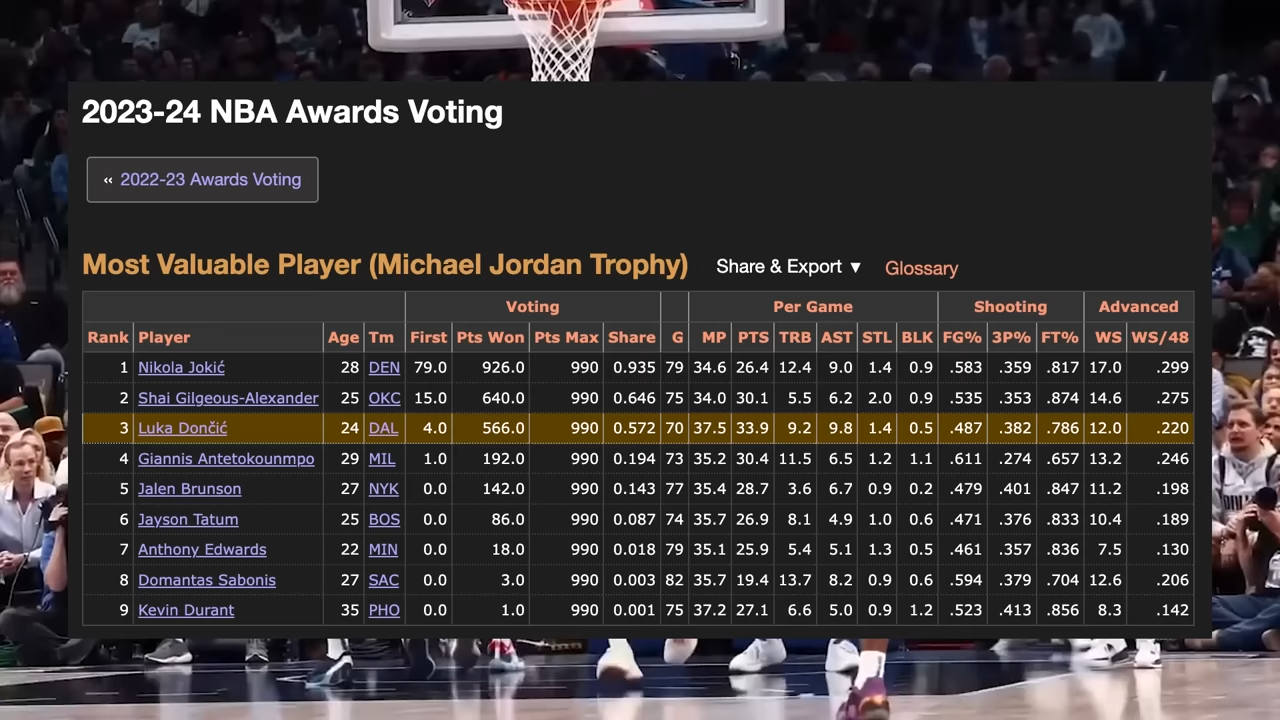 2023-24 NBA Awards Voting
« 2022-23 Awards Voting
Most Valuable Player (Michael Jordan Trophy) Share & Export ▼ Glossary
Voting Per Game Shooting Advanced
Rank Player Age Tm First Pts Won Pts Max Share G MP PTS TRB AST STL BLK FG% 3P% FT% WS WS/48
1 Nikola Jokić 28 DEN 79.0 926.0 990 0.935 79 34.6 26.4 12.4 9.0 1.4 0.9 .583 .359 .817 17.0 .299
2 Shai Gilgeous-Alexander 25 OKC 15.0 640.0 990 0.646 75 34.0 30.1 5.5 6.2 2.0 0.9 .535 .353 .874 14.6 .275
3 Luka Dončić 24 DAL 4.0 566.0 990 0.572 70 37.5 33.9 9.2 9.8 1.4 0.5 .487 .382 .786 12.0 .220
4 Giannis Antetokounmpo 29 MIL 1.0 192.0 990 0.194 73 35.2 30.4 11.5 6.5 1.2 1.1 .611 .274 .657 13.2 .246
5 Jalen Brunson 27 NYK 0.0 142.0 990 0.143 77 35.4 28.7 3.6 6.7 0.9 0.2 .479 .401 .847 11.2 .198
6 Jayson Tatum 25 BOS 0.0 86.0 990 0.087 74 35.7 26.9 8.1 4.9 1.0 0.6 .471 .376 .833 10.4 .189
7 Anthony Edwards 22 MIN 0.0 18.0 990 0.018 79 35.1 25.9 5.4 5.1 1.3 0.5 .461 .357 .836 7.5 .130
8 Domantas Sabonis 27 SAC 0.0 3.0 990 0.003 82 35.7 19.4 13.7 8.2 0.9 0.6 .594 .379 .704 12.6 .206
9 Kevin Durant 35 PHO 0.0 1.0 990 0.001 75 37.2 27.1 6.6 5.0 0.9 1.2 .523 .413 .856 8.3 .142